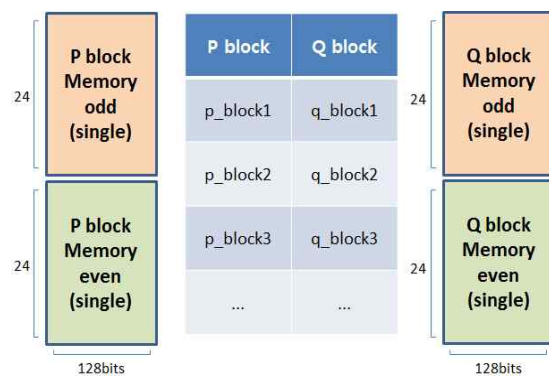 24
P block
Memory
odd
(single)
24
P block
Memory
even
(single)
128bits
P block Q block
p_block1 q_block1
p_block2 q_block2
p_block3 q_block3
... ...
24
Q block
Memory
odd
(single)
24
Q block
Memory
even
(single)
128bits